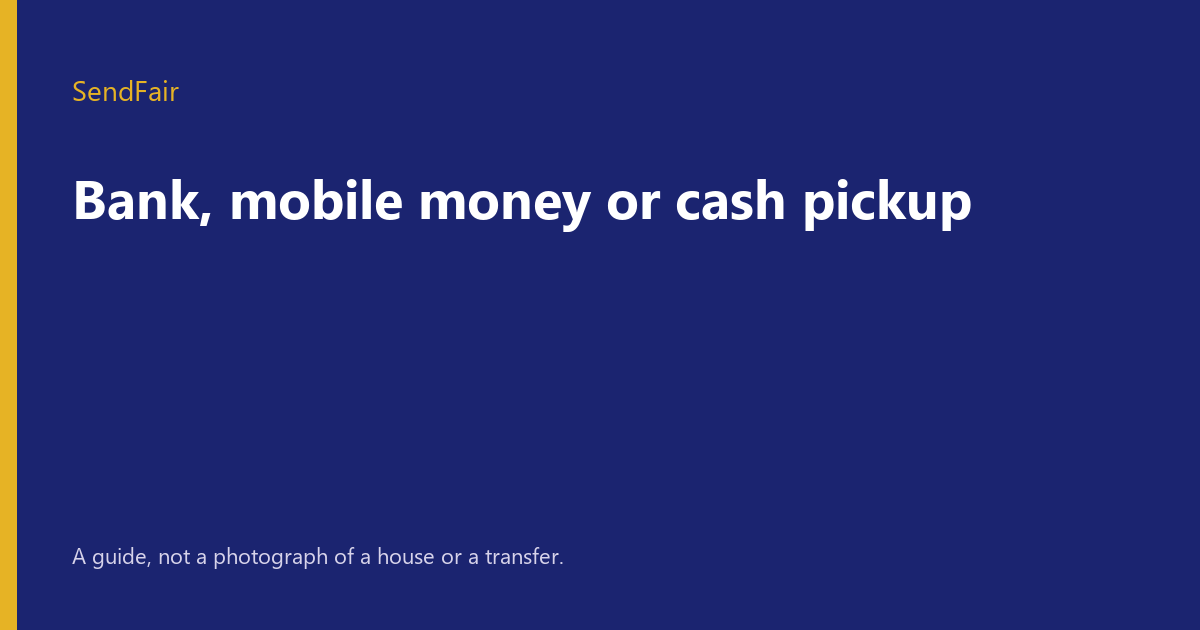 SendFair
Bank, mobile money or cash pickup
A guide, not a photograph of a house or a transfer.